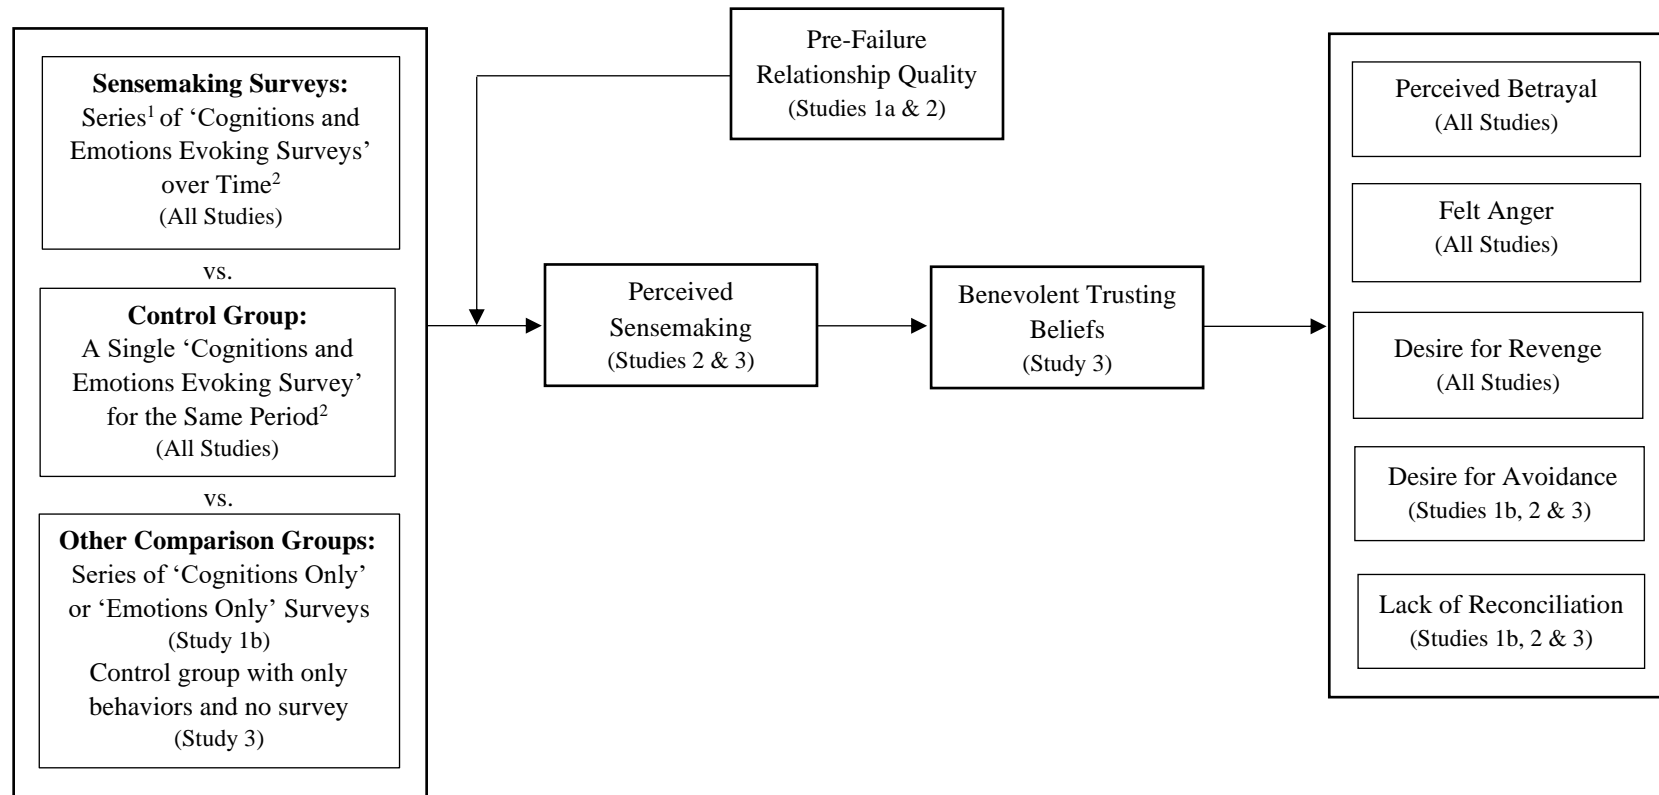 Sensemaking Surveys:
Series¹ of ‘Cognitions and
Emotions Evoking Surveys’
over Time²
(All Studies)
vs.
Control Group:
A Single ‘Cognitions and
Emotions Evoking Survey’
for the Same Period²
(All Studies)
vs.
Other Comparison Groups:
Series of ‘Cognitions Only’
or ‘Emotions Only’ Surveys
(Study 1b)
Control group with only
behaviors and no survey
(Study 3)
Pre-Failure
Relationship Quality
(Studies 1a & 2)
Perceived
Sensemaking
(Studies 2 & 3)
Benevolent Trusting
Beliefs
(Study 3)
Perceived Betrayal
(All Studies)
Felt Anger
(All Studies)
Desire for Revenge
(All Studies)
Desire for Avoidance
(Studies 1b, 2 & 3)
Lack of Reconciliation
(Studies 1b, 2 & 3)